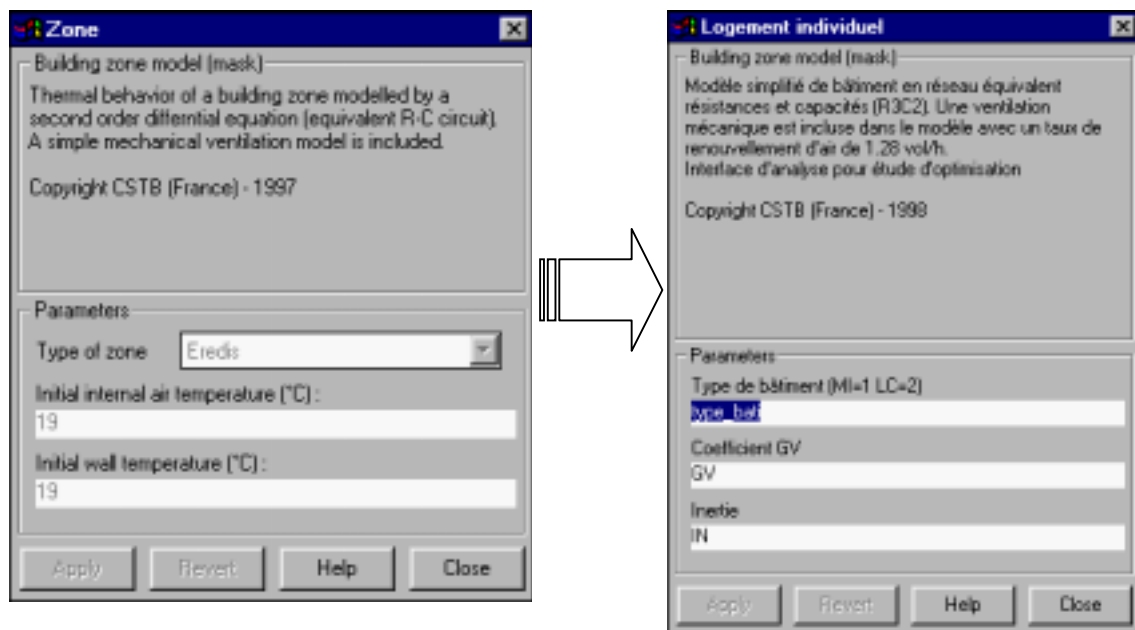 Zone
Building zone model (mask)
Thermal behavior of a building zone modelled by a
second order differntial equation (equivalent R-C circuit).
A simple mechanical ventilation model is included.
Copyright CSTB (France) - 1997
Parameters
Type of zone Eredis
Initial internal air temperature (°C) :
19
Initial wall temperature (°C) :
19
Apply Revert Help Close
Logement individuel
Building zone model (mask)
Modèle simplifié de bâtiment en réseau équivalent
résistances et capacités (R3C2). Une ventilation
mécanique est incluse dans le modèle avec un taux de
renouvellement d'air de 1.28 vol/h.
Interface d'analyse pour étude d'optimisation
Copyright CSTB (France) - 1998
Parameters
Type de bâtiment (MI=1 LC=2)
type_bati
Coefficient GV
GV
Inertie
IN
Apply Revert Help Close